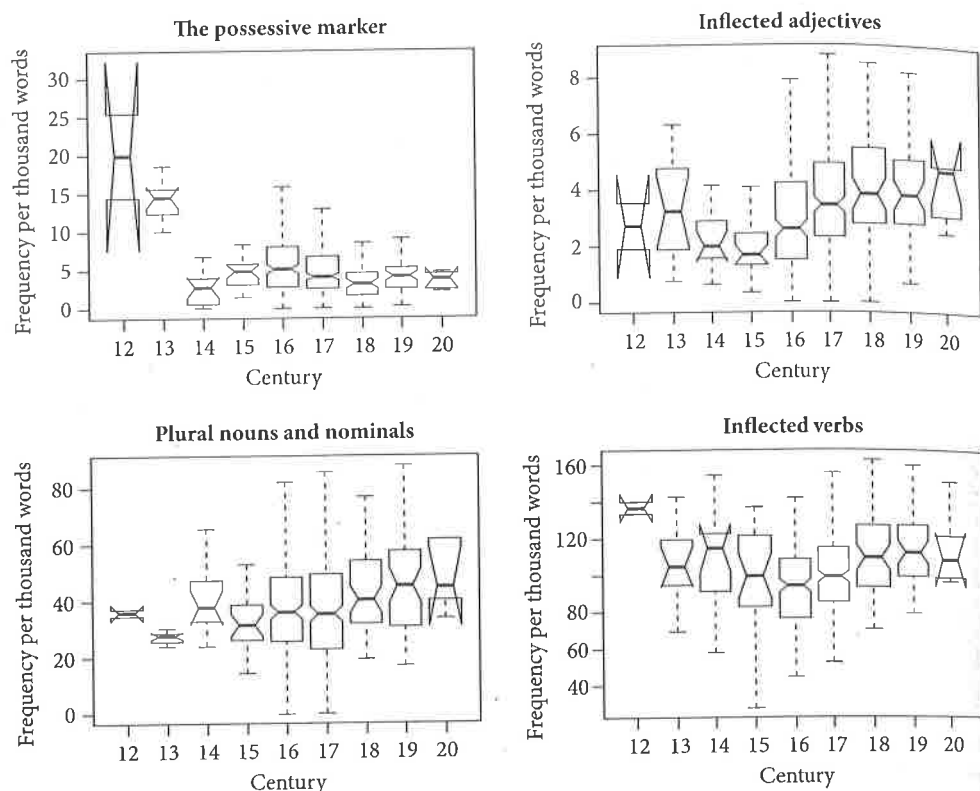 The possessive marker
Frequency per thousand words
30
25
20
15
10
5
0
12 13 14 15 16 17 18 19 20
Century
Inflected adjectives
Frequency per thousand words
8
6
4
2
0
12 13 14 15 16 17 18 19 20
Century
Plural nouns and nominals
Frequency per thousand words
80
60
40
20
0
12 13 14 15 16 17 18 19 20
Century
Inflected verbs
Frequency per thousand words
160
120
80
60
40
12 13 14 15 16 17 18 19 20
Century